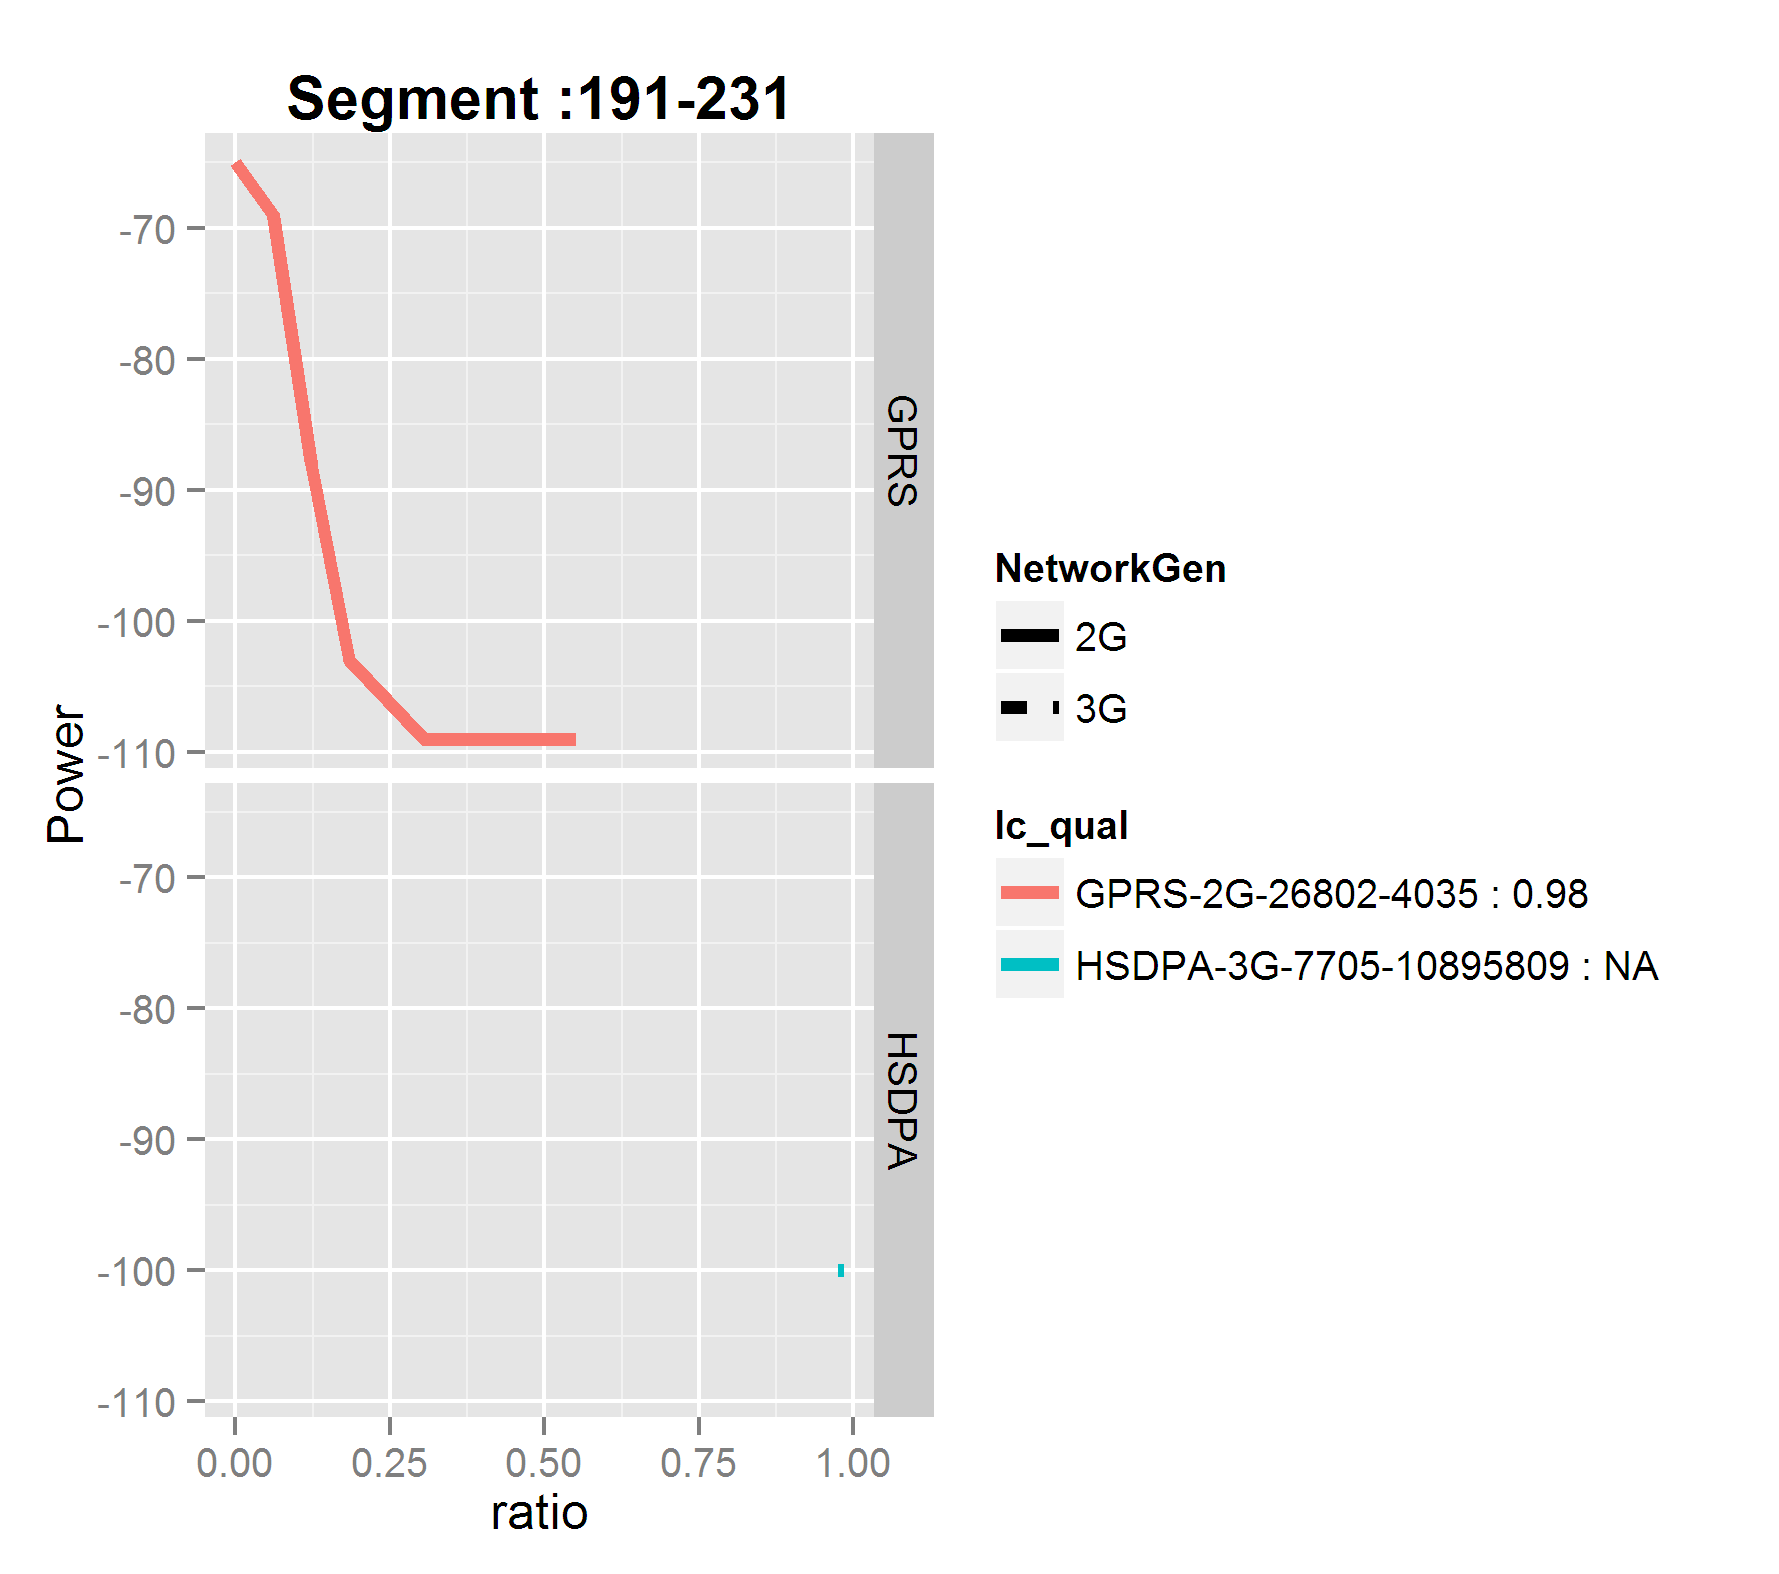 Segment :191-231
Power
-70
-80
-90
-100
-110
GPRS
-70
-80
-90
-100
-110
HSDPA
0.00 0.25 0.50 0.75 1.00
ratio
NetworkGen
2G
3G
lc_qual
GPRS-2G-26802-4035 : 0.98
HSDPA-3G-7705-10895809 : NA